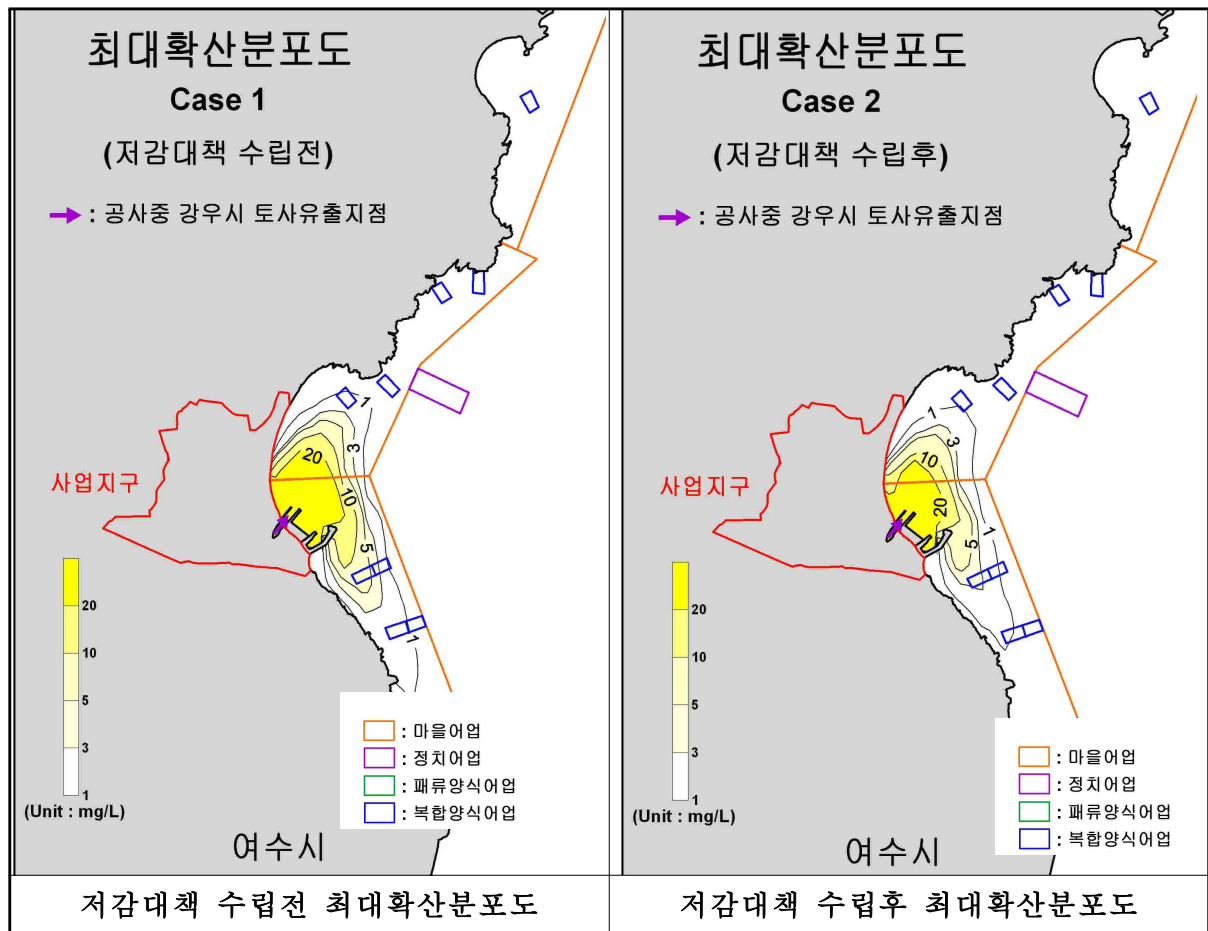 최대확산분포도
Case 1
(저감대책 수립전)
: 공사중 강우시 토사유출지점
1
3
20
사업지구
10
5
1
20
10
5
3
1
(Unit : mg/L)
: 마을어업
: 정치어업
: 패류양식어업
: 복합양식어업
여수시
저감대책 수립전 최대확산분포도
최대확산분포도
Case 2
(저감대책 수립후)
: 공사중 강우시 토사유출지점
1
3
10
사업지구
20
1
5
20
10
5
3
1
(Unit : mg/L)
: 마을어업
: 정치어업
: 패류양식어업
: 복합양식어업
여수시
저감대책 수립후 최대확산분포도